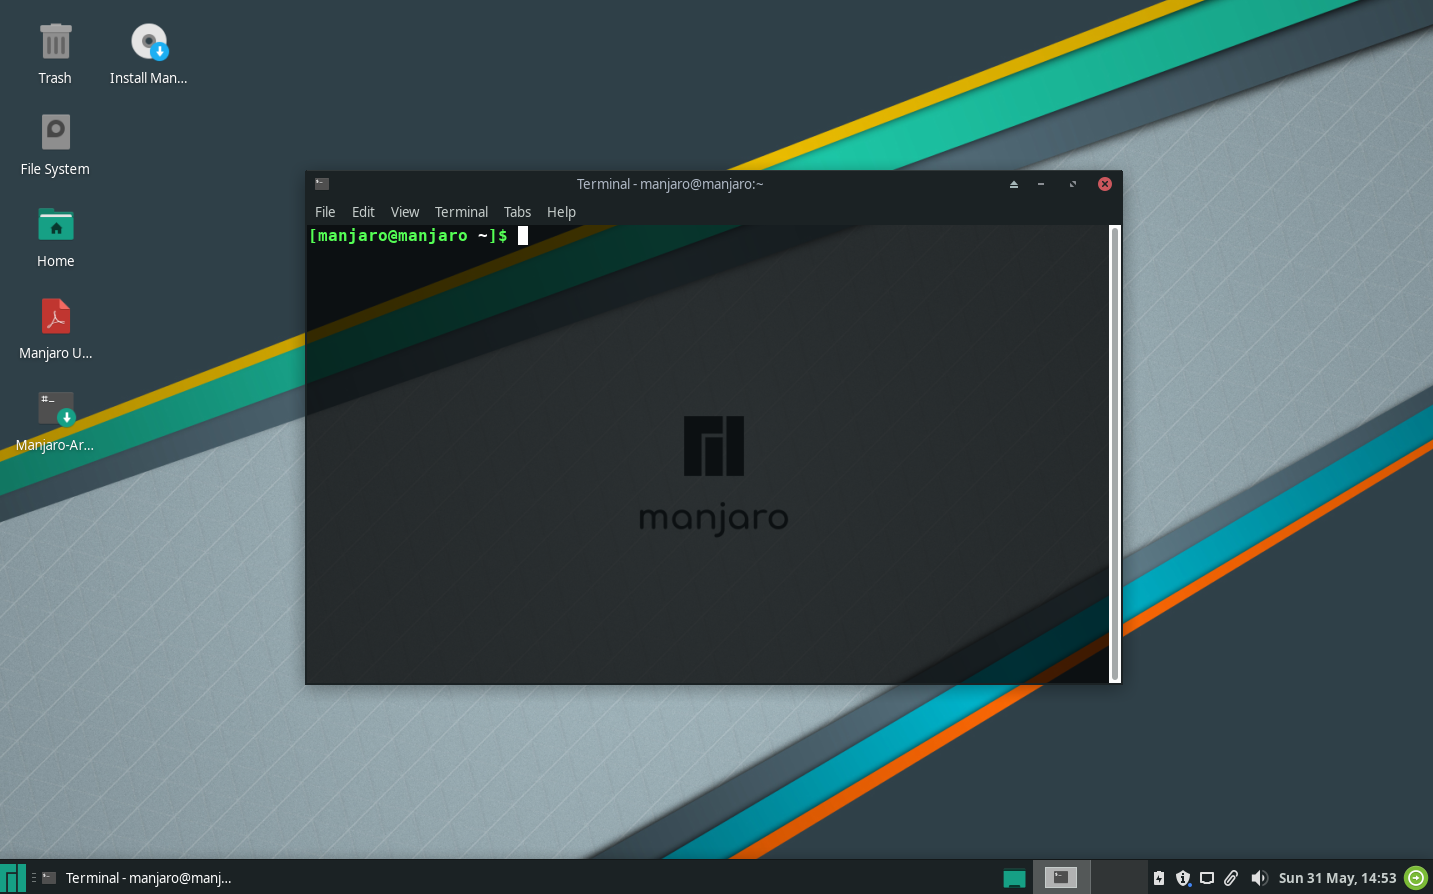 Trash
Install Man...
File System
Home
Manjaro U...
Manjaro-Ar...
Terminal - manjaro@manjaro:~
File Edit View Terminal Tabs Help
[manjaro@manjaro ~]$
manjaro
Terminal - manjaro@manj...
Sun 31 May, 14:53